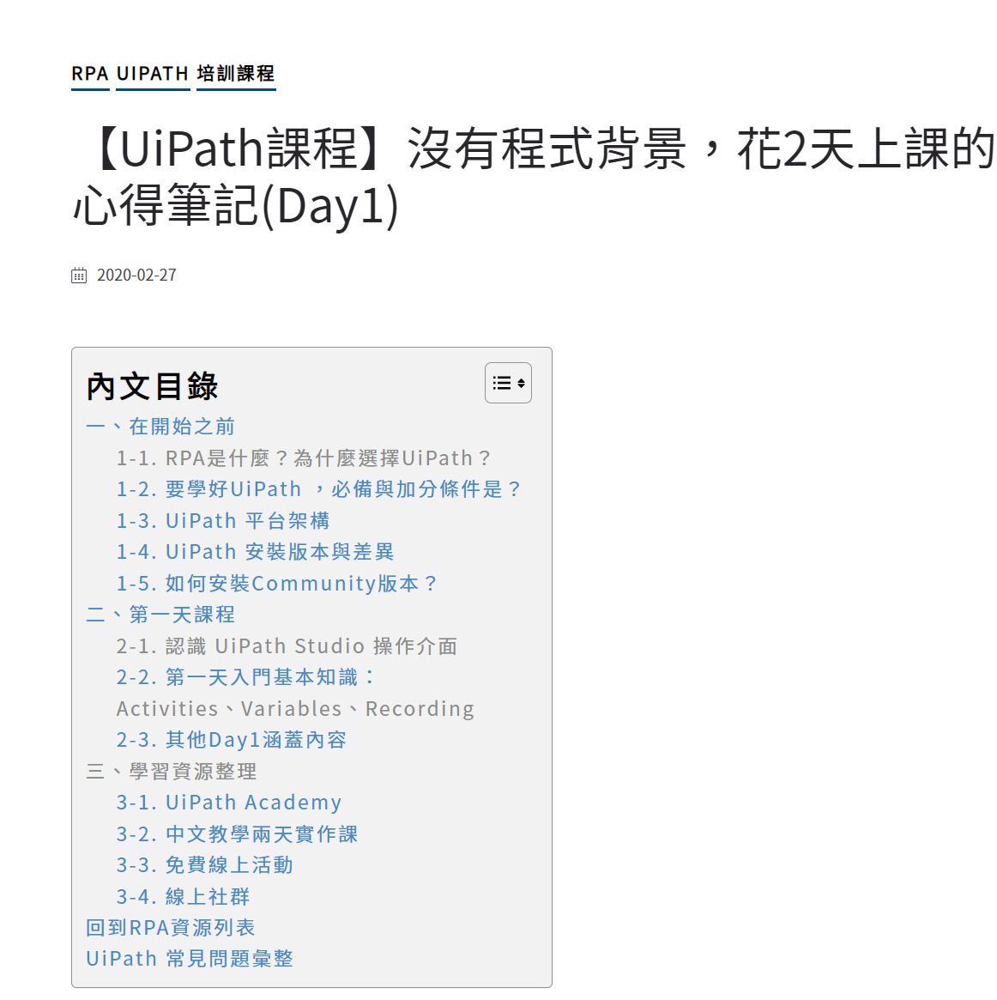 RPA UIPATH 培訓課程
【UiPath課程】沒有程式背景，花2天上課的
心得筆記(Day1)
2020-02-27
內文目錄
一、在開始之前
1-1. RPA是什麼？為什麼選擇UiPath？
1-2. 要學好UiPath ，必備與加分條件是？
1-3. UiPath 平台架構
1-4. UiPath 安裝版本與差異
1-5. 如何安裝Community版本？
二、第一天課程
2-1. 認識 UiPath Studio 操作介面
2-2. 第一天入門基本知識：
Activities、Variables、Recording
2-3. 其他Day1涵蓋內容
三、學習資源整理
3-1. UiPath Academy
3-2. 中文教學兩天實作課
3-3. 免費線上活動
3-4. 線上社群
回到RPA資源列表
UiPath 常見問題彙整